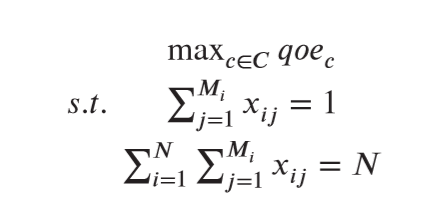 max_{c∈C} qoe_c
s.t. ∑_{j=1}^{M_i} x_{ij} = 1
∑_{i=1}^{N} ∑_{j=1}^{M_i} x_{ij} = N